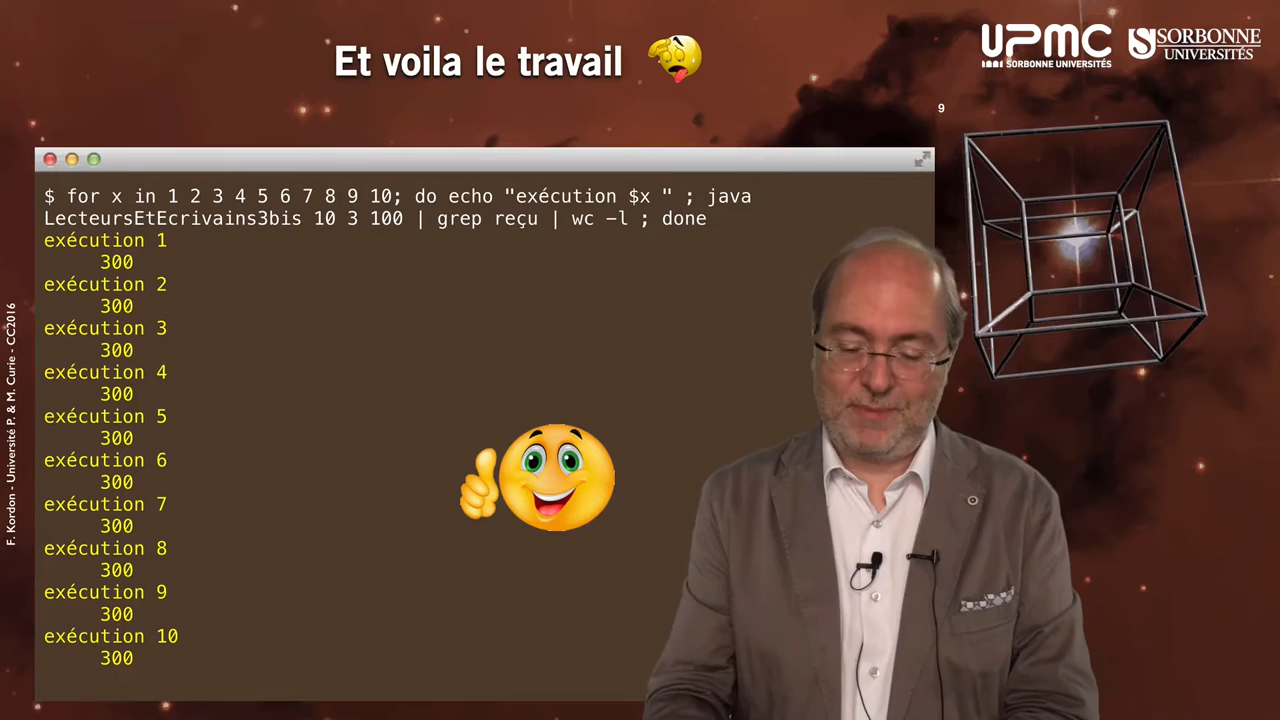 Et voila le travail
UPMC
SORBONNE UNIVERSITÉS
SORBONNE
UNIVERSITÉS
9
$ for x in 1 2 3 4 5 6 7 8 9 10; do echo "exécution $x " ; java
LecteursEtEcrivains3bis 10 3 100 | grep reçu | wc -l ; done
exécution 1
300
exécution 2
300
exécution 3
300
exécution 4
300
exécution 5
300
exécution 6
300
exécution 7
300
exécution 8
300
exécution 9
300
exécution 10
300
F. Kordon - Université P. & M. Curie - CC2016